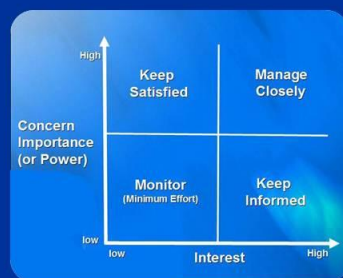 High
Keep
Satisfied
Manage
Closely
Concern
Importance
(or Power)
Monitor
(Minimum Effort)
Keep
Informed
low
low
Interest
High